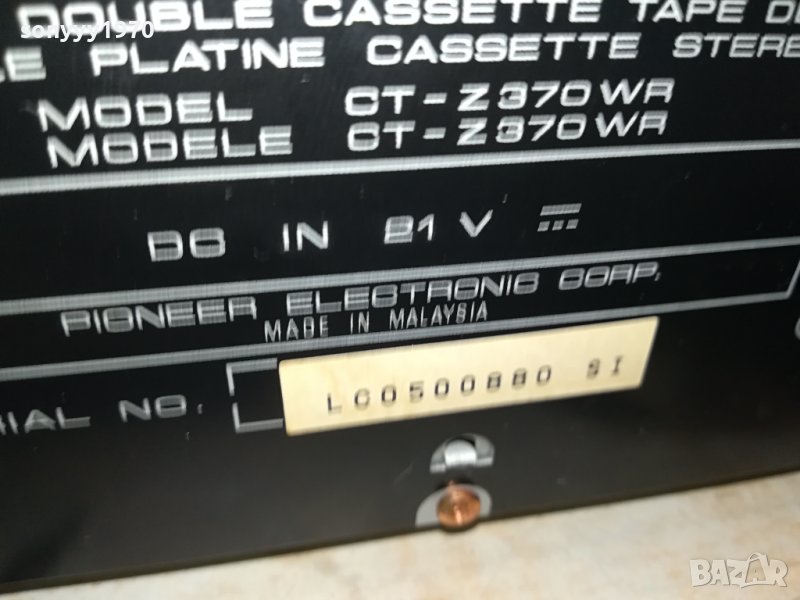 sonyyy1970
DOUBLE CASSETTE TAPE DE
LE PLATINE CASSETTE STERE
MODEL CT-Z370WR
MODELE CT-Z370WR
DC IN 21 V
PIONEER ELECTRONIC CORP.
MADE IN MALAYSIA
RIAL NO.
LC0500880 SI
BAZAR